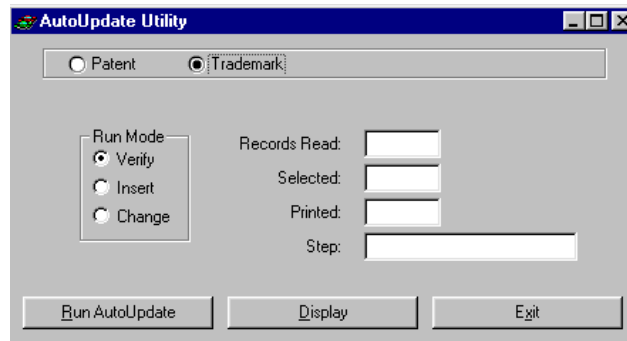 AutoUpdate Utility
Patent Trademark
Run Mode
Verify
Insert
Change
Records Read:
Selected:
Printed:
Step:
Run AutoUpdate Display Exit